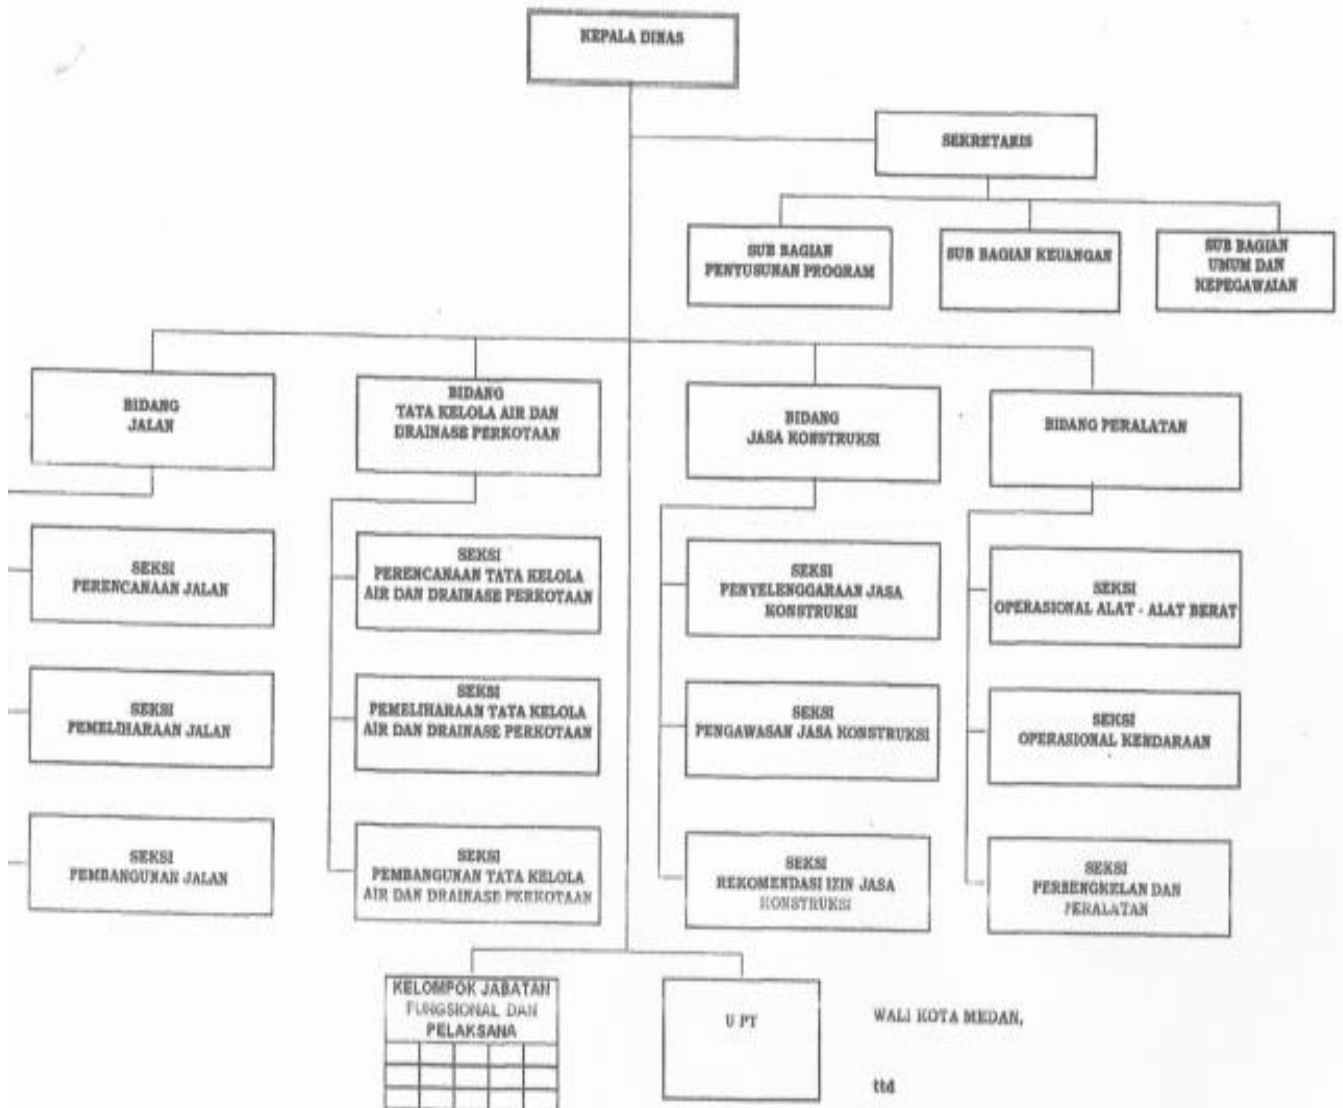 KEPALA DINAS
SEKRETARIS
SUB BAGIAN
PENYUSUNAN PROGRAM
SUB BAGIAN KEUANGAN
SUB BAGIAN
UMUM DAN
KEPEGAWAIAN
BIDANG
JALAN
BIDANG
TATA KELOLA AIR DAN
DRAINASE PERKOTAAN
BIDANG
JASA KONSTRUKSI
BIDANG PERALATAN
SEKSI
PERENCANAAN JALAN
SEKSI
PERENCANAAN TATA KELOLA
AIR DAN DRAINASE PERKOTAAN
SEKSI
PENYELENGGARAAN JASA
KONSTRUKSI
SEKSI
OPERASIONAL ALAT - ALAT BERAT
SEKSI
PEMELIHARAAN JALAN
SEKSI
PEMELIHARAAN TATA KELOLA
AIR DAN DRAINASE PERKOTAAN
SEKSI
PENGAWASAN JASA KONSTRUKSI
SEKSI
OPERASIONAL KENDARAAN
SEKSI
PEMBANGUNAN JALAN
SEKSI
PEMBANGUNAN TATA KELOLA
AIR DAN DRAINASE PERKOTAAN
SEKSI
REKOMENDASI IZIN JASA
KONSTRUKSI
SEKSI
PERBENGKELAN DAN
PERALATAN
KELOMPOK JABATAN
FUNGSIONAL DAN
PELAKSANA
U PT
WALI KOTA MEDAN,
ttd